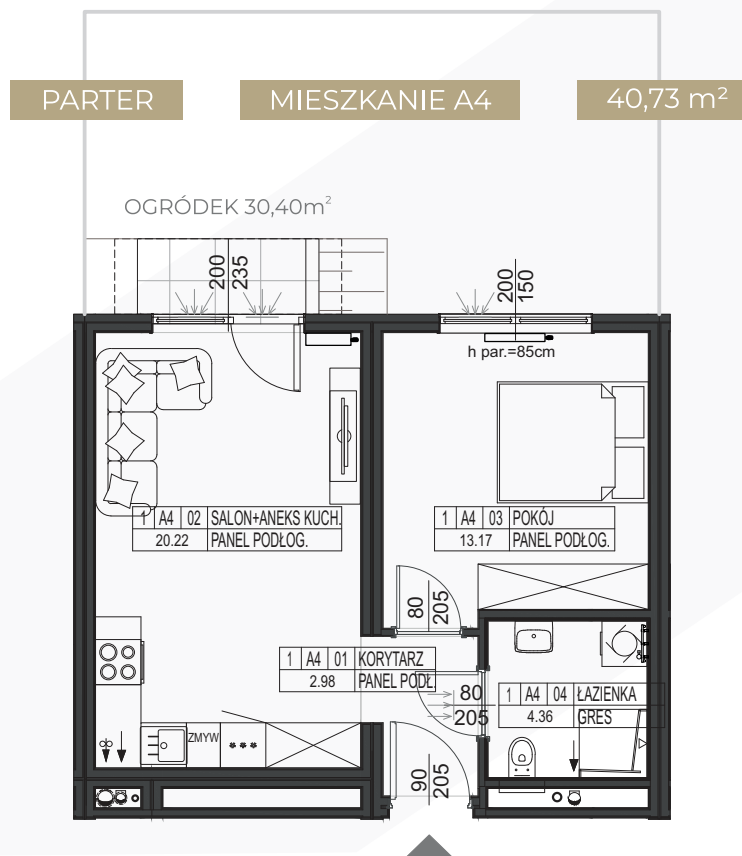 PARTER
MIESZKANIE A4
40,73 m²
OGRÓDEK 30,40m²
200
235
200
150
h par.=85cm
1 A4 02 SALON+ANEKS KUCH.
20.22 PANEL PODŁOG.
1 A4 03 POKÓJ
13.17 PANEL PODŁOG.
80
205
1 A4 01 KORYTARZ
2.98 PANEL PODŁ.
80
205
1 A4 04 ŁAZIENKA
4.36 GRES
ZMYW
90
205